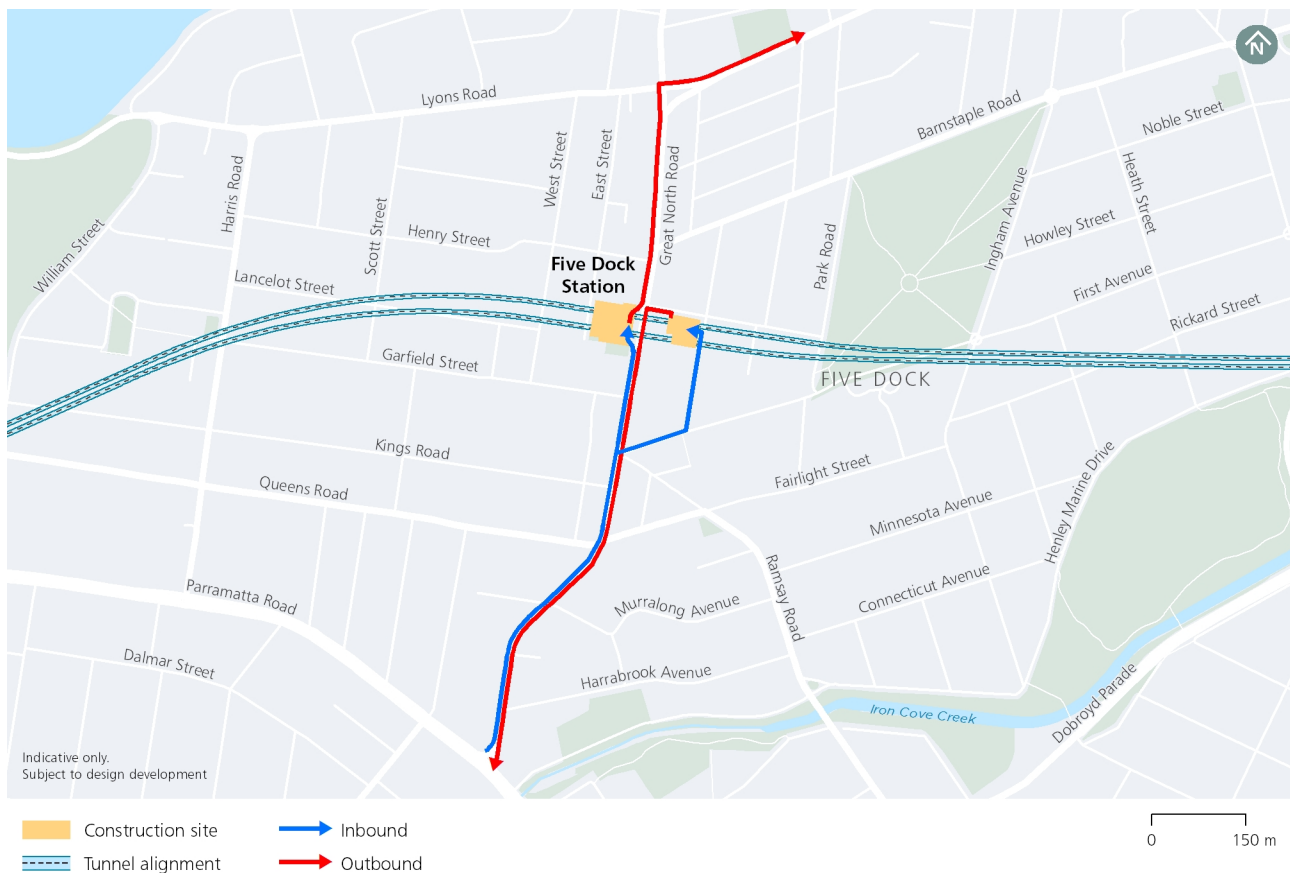 N
Lyons Road
Barnstaple Road
Noble Street
Harris Road
West Street
East Street
Great North Road
Heath Street
William Street
Scott Street
Henry Street
Ingham Avenue
Howley Street
Park Road
Five Dock
Station
Lancelot Street
First Avenue
Rickard Street
Garfield Street
FIVE DOCK
Kings Road
Queens Road
Fairlight Street
Minnesota Avenue
Henley Marine Drive
Parramatta Road
Murralong Avenue
Ramsay Road
Connecticut Avenue
Dalmar Street
Harrabrook Avenue
Iron Cove Creek
Dobroyd Parade
Indicative only.
Subject to design development
Construction site
Inbound
Tunnel alignment
Outbound
0 150 m